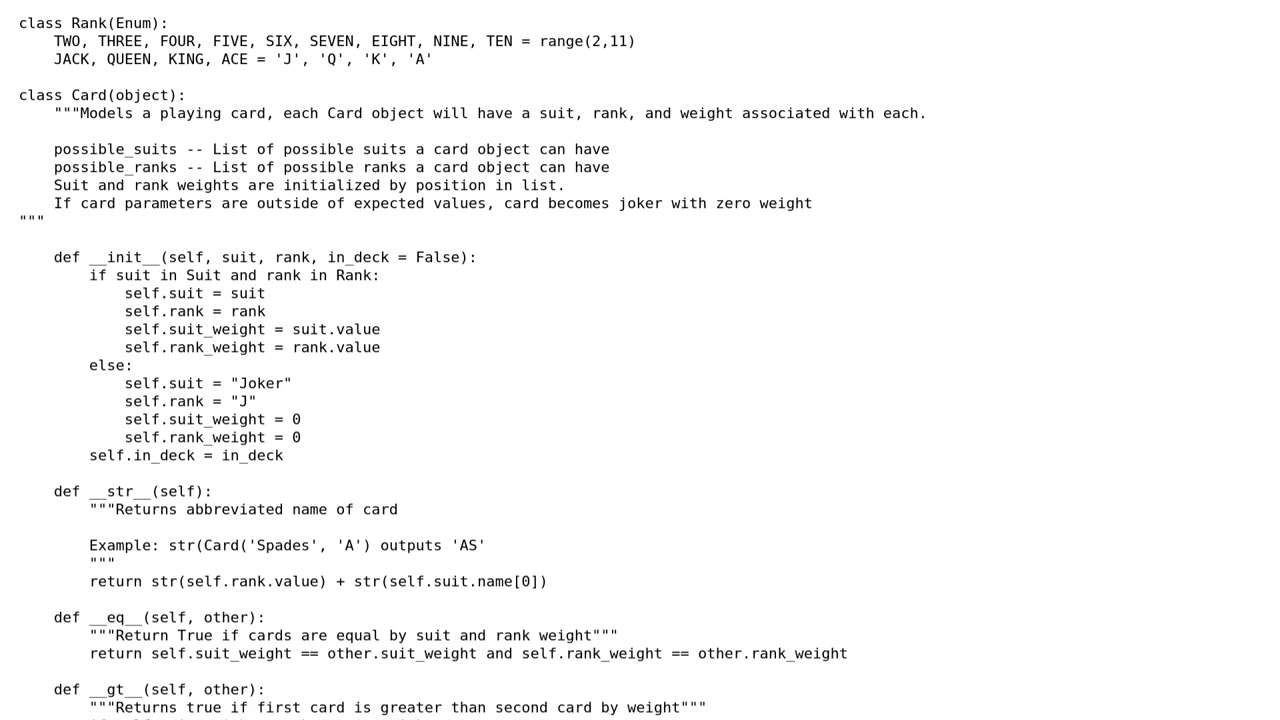 class Rank(Enum):
    TWO, THREE, FOUR, FIVE, SIX, SEVEN, EIGHT, NINE, TEN = range(2,11)
    JACK, QUEEN, KING, ACE = 'J', 'Q', 'K', 'A'

class Card(object):
    """Models a playing card, each Card object will have a suit, rank, and weight associated with each.

    possible_suits -- List of possible suits a card object can have
    possible_ranks -- List of possible ranks a card object can have
    Suit and rank weights are initialized by position in list.
    If card parameters are outside of expected values, card becomes joker with zero weight
"""

    def __init__(self, suit, rank, in_deck = False):
        if suit in Suit and rank in Rank:
            self.suit = suit
            self.rank = rank
            self.suit_weight = suit.value
            self.rank_weight = rank.value
        else:
            self.suit = "Joker"
            self.rank = "J"
            self.suit_weight = 0
            self.rank_weight = 0
        self.in_deck = in_deck

    def __str__(self):
        """Returns abbreviated name of card

        Example: str(Card('Spades', 'A') outputs 'AS'
        """
        return str(self.rank.value) + str(self.suit.name[0])

    def __eq__(self, other):
        """Return True if cards are equal by suit and rank weight"""
        return self.suit_weight == other.suit_weight and self.rank_weight == other.rank_weight

    def __gt__(self, other):
        """Returns true if first card is greater than second card by weight"""